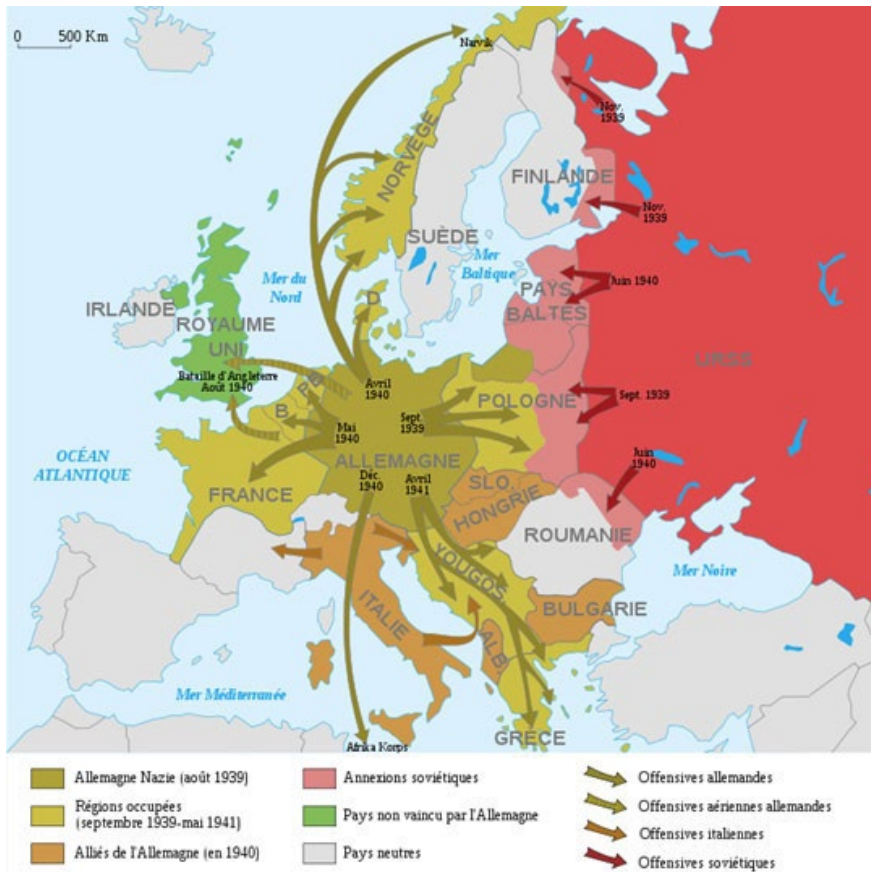 0 500 Km
Narvik
Nov.
1939
NORVÈGE
FINLANDE
Nov.
1939
SUÈDE
Mer
Baltique
Mer du
Nord
Juin 1940
PAYS
BALTES
D
IRLANDE
ROYAUME
UNI
URSS
Bataille d'Angleterre
Août 1940
PB
Avril
1940
B
Mai
1940
Sept.
1939
POLOGNE
Sept. 1939
OCÉAN
ATLANTIQUE
ALLEMAGNE
Juin
1940
Déc.
1940
Avril
1941
SLO.
HONGRIE
FRANCE
ROUMANIE
YOUGOS
Mer Noire
ITALIE
BULGARIE
ALB
Mer Méditerranée
GRÈCE
Afrika Korps
Allemagne Nazie (août 1939)
Régions occupées
(septembre 1939-mai 1941)
Alliés de l'Allemagne (en 1940)
Annexions soviétiques
Pays non vaincu par l'Allemagne
Pays neutres
Offensives allemandes
Offensives aériennes allemandes
Offensives italiennes
Offensives soviétiques